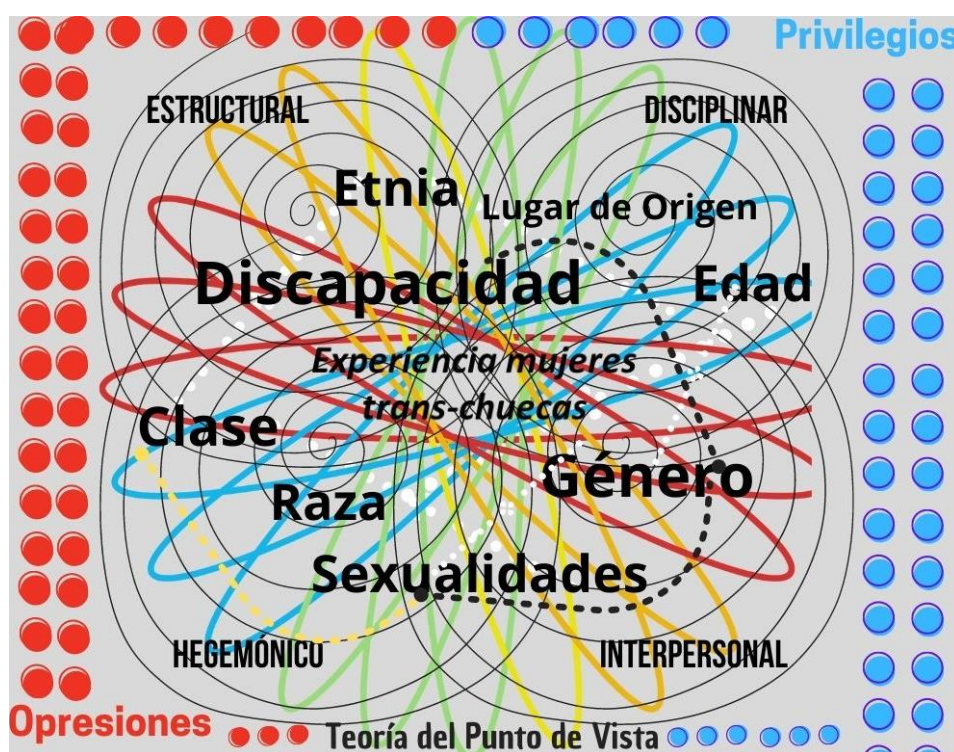 Privilegios
ESTRUCTURAL
DISCIPLINAR
Etnia
Lugar de Origen
Discapacidad
Edad
Experiencia mujeres
trans-chuecas
Clase
Género
Raza
Sexualidades
HEGEMÓNICO
INTERPERSONAL
Opresiones
Teoría del Punto de Vista